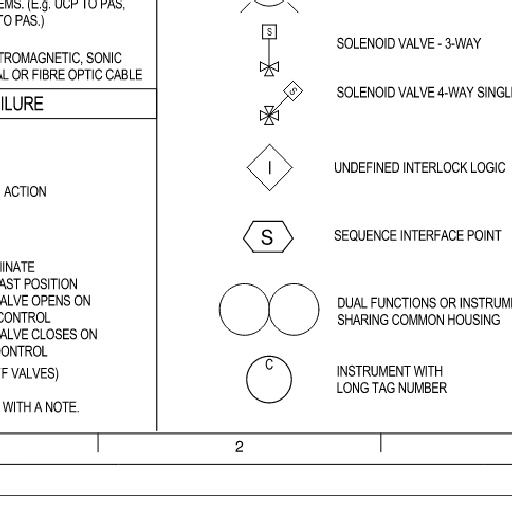 EMS. (E.g. UCP TO PAS,
TO PAS.)
TROMAGNETIC, SONIC
AL OR FIBRE OPTIC CABLE
ILURE
ACTION
INATE
AST POSITION
ALVE OPENS ON
CONTROL
ALVE CLOSES ON
CONTROL
F VALVES)
WITH A NOTE.
S
SOLENOID VALVE - 3-WAY
S
SOLENOID VALVE 4-WAY SINGL
I
UNDEFINED INTERLOCK LOGIC
S
SEQUENCE INTERFACE POINT
DUAL FUNCTIONS OR INSTRUM
SHARING COMMON HOUSING
C
INSTRUMENT WITH
LONG TAG NUMBER
2